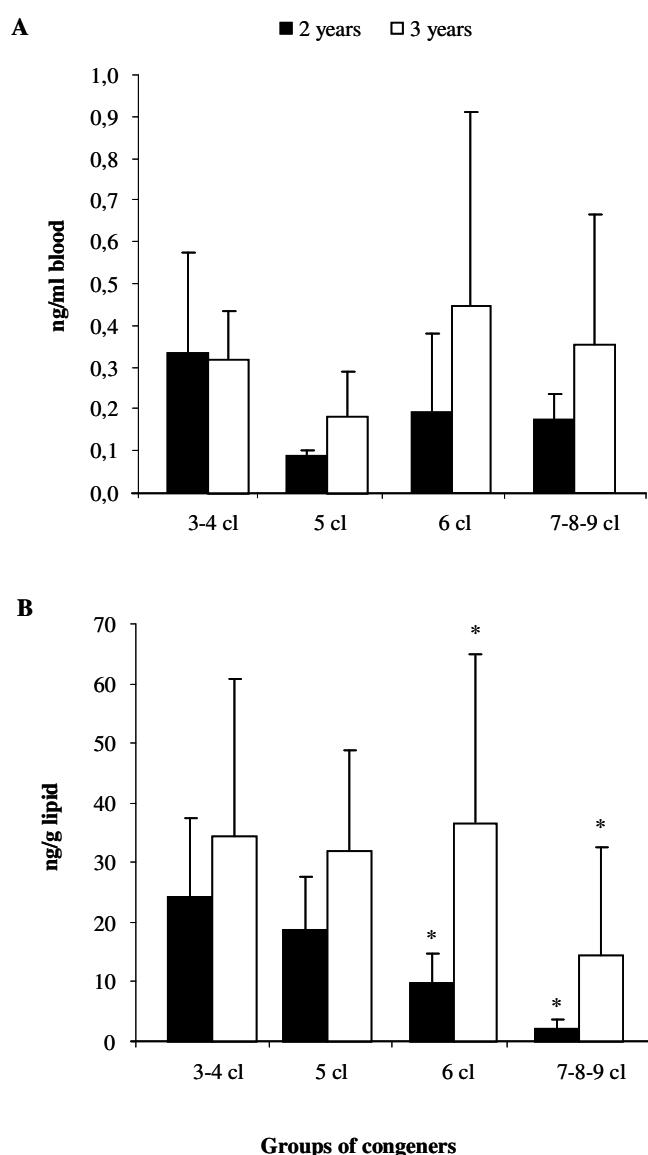 A
2 years 3 years
1,0
0,9
0,8
0,7
0,6
0,5
0,4
0,3
0,2
0,1
0,0
ng/ml blood
3-4 cl 5 cl 6 cl 7-8-9 cl
B
70
60
50
40
30
20
10
0
ng/g lipid
*
*
*
*
3-4 cl 5 cl 6 cl 7-8-9 cl
Groups of congeners